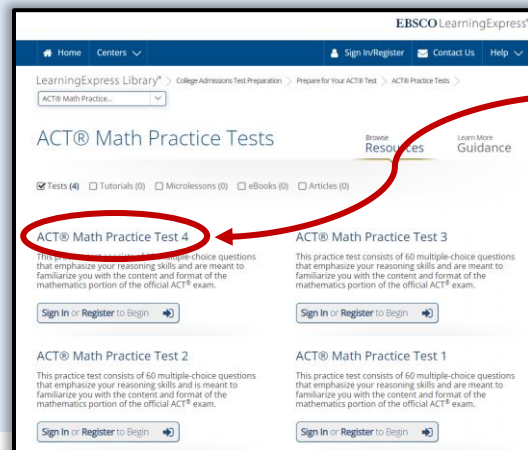 EBSCO LearningExpress®
Home Centers Sign In/Register Contact Us Help
LearningExpress Library® > College Admissions Test Preparation > Prepare for Your ACT® Test > ACT® Practice Tests >
ACT® Math Practice...
ACT® Math Practice Tests
Browse
Resources
Learn More
Guidance
Tests (4) Tutorials (0) Microlessons (0) eBooks (0) Articles (0)
ACT® Math Practice Test 4
This practice test consists of 60 multiple-choice questions
that emphasize your reasoning skills and are meant to
familiarize you with the content and format of the
mathematics portion of the official ACT® exam.
Sign In or Register to Begin
ACT® Math Practice Test 3
This practice test consists of 60 multiple-choice questions
that emphasize your reasoning skills and are meant to
familiarize you with the content and format of the
mathematics portion of the official ACT® exam.
Sign In or Register to Begin
ACT® Math Practice Test 2
This practice test consists of 60 multiple-choice questions
that emphasize your reasoning skills and is meant to
familiarize you with the content and format of the
mathematics portion of the official ACT® exam.
Sign In or Register to Begin
ACT® Math Practice Test 1
This practice test consists of 60 multiple-choice questions
that emphasize your reasoning skills and are meant to
familiarize you with the content and format of the
mathematics portion of the official ACT® exam.
Sign In or Register to Begin